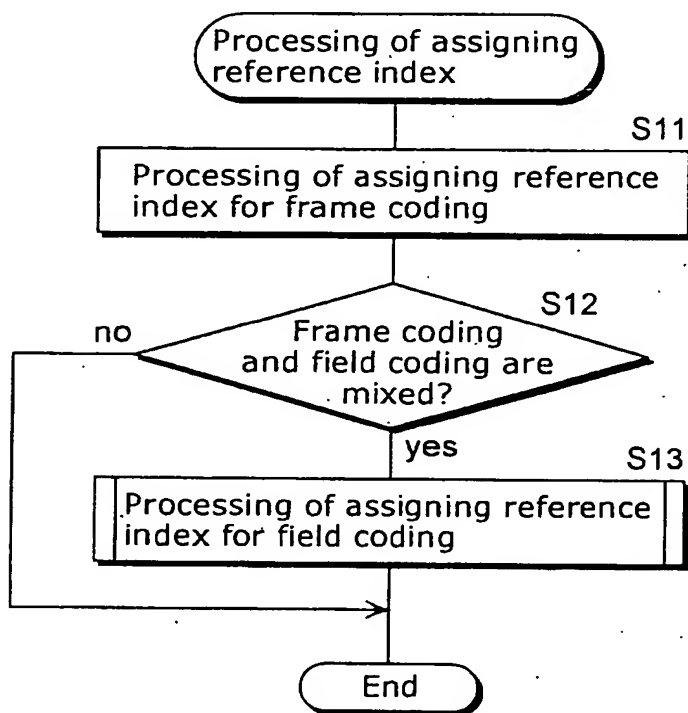 Processing of assigning
reference index
S11
Processing of assigning reference
index for frame coding
S12
no
Frame coding
and field coding are
mixed?
yes
S13
Processing of assigning reference
index for field coding
End